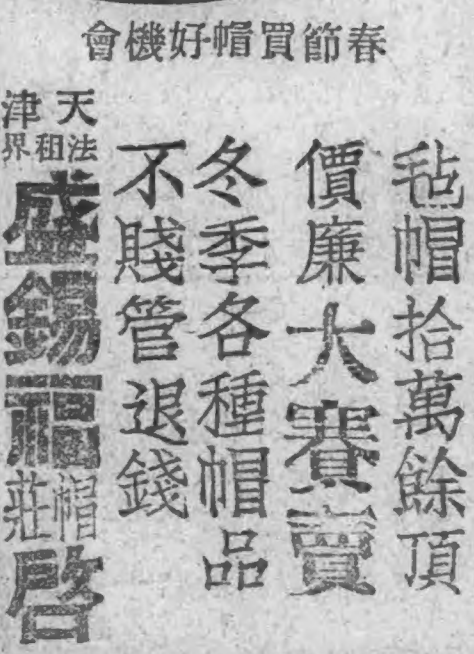 春節買帽好機會
毡帽拾萬餘頂
價廉大賽賣
冬季各種帽品
不賤管退錢
天津
法租界
盛錫福
帽莊
啓